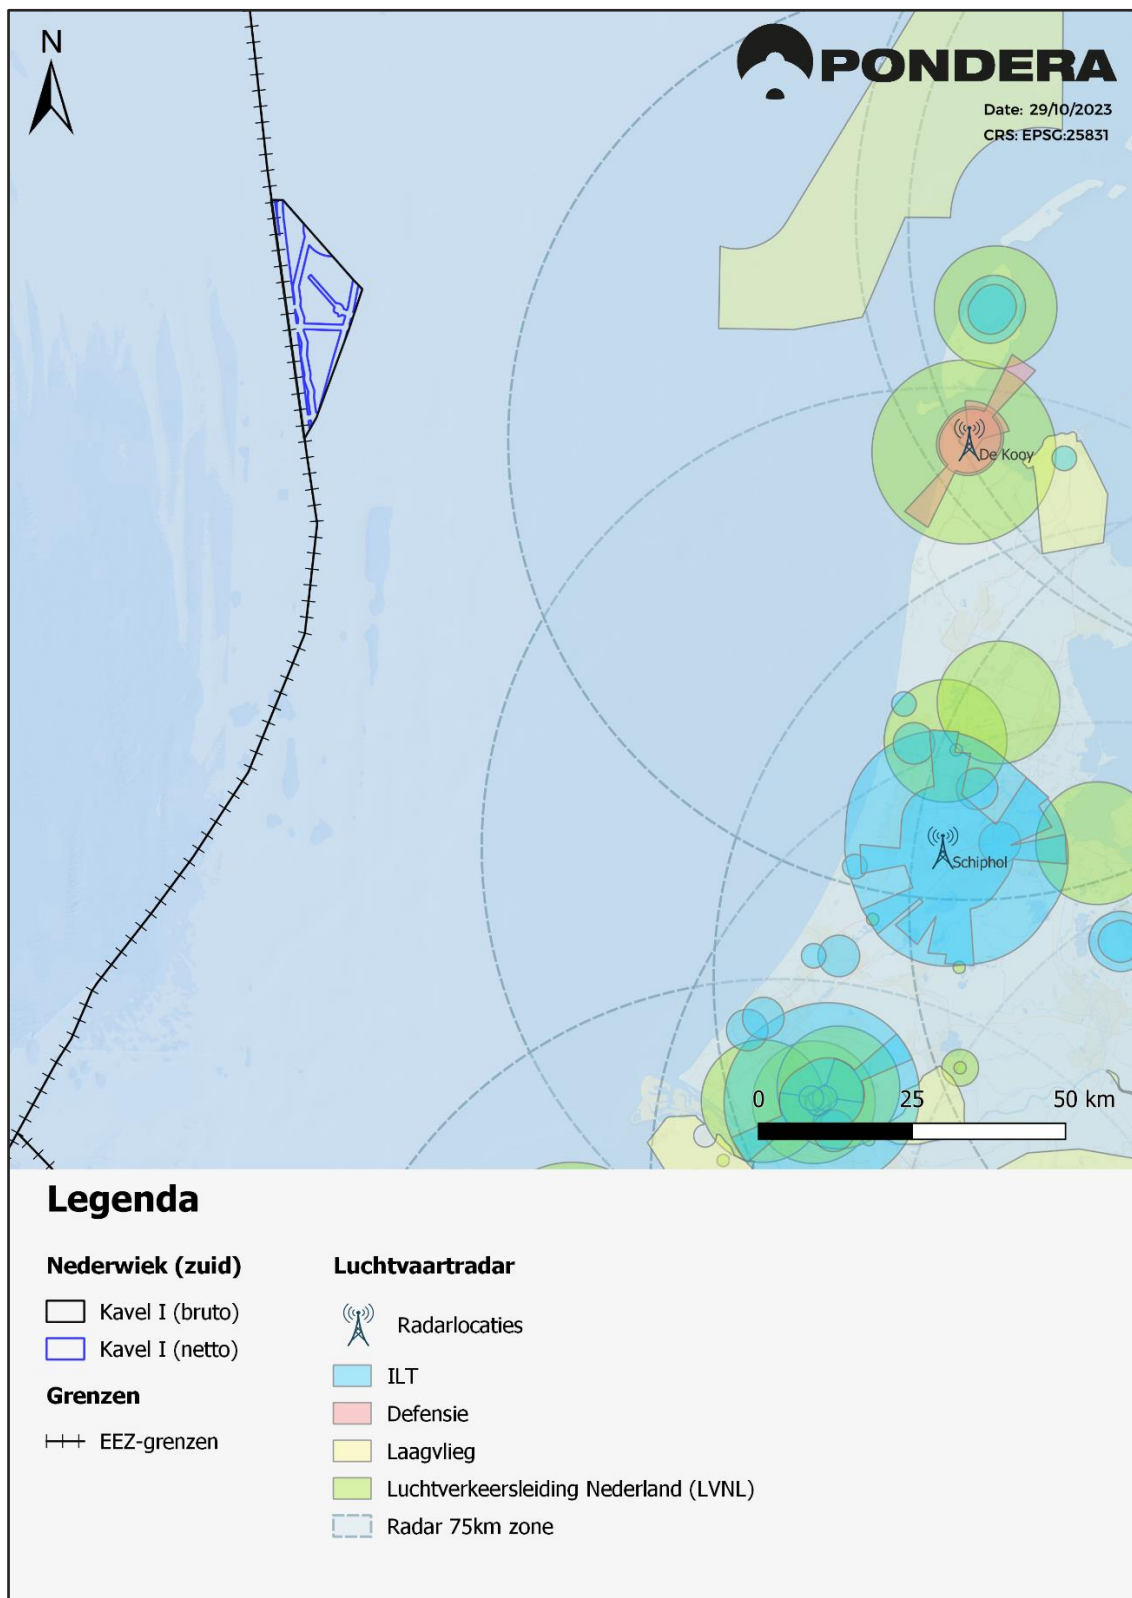 N
PONDERA
Date: 29/10/2023
CRS: EPSG:25831
De Kooy
Schiphol
0 25 50 km
Legenda
Nederwiek (zuid)
Kavel I (bruto)
Kavel I (netto)
Grenzen
EEZ-grenzen
Luchtvaartradar
Radarlocaties
ILT
Defensie
Laagvlieg
Luchtverkeersleiding Nederland (LVNL)
Radar 75km zone